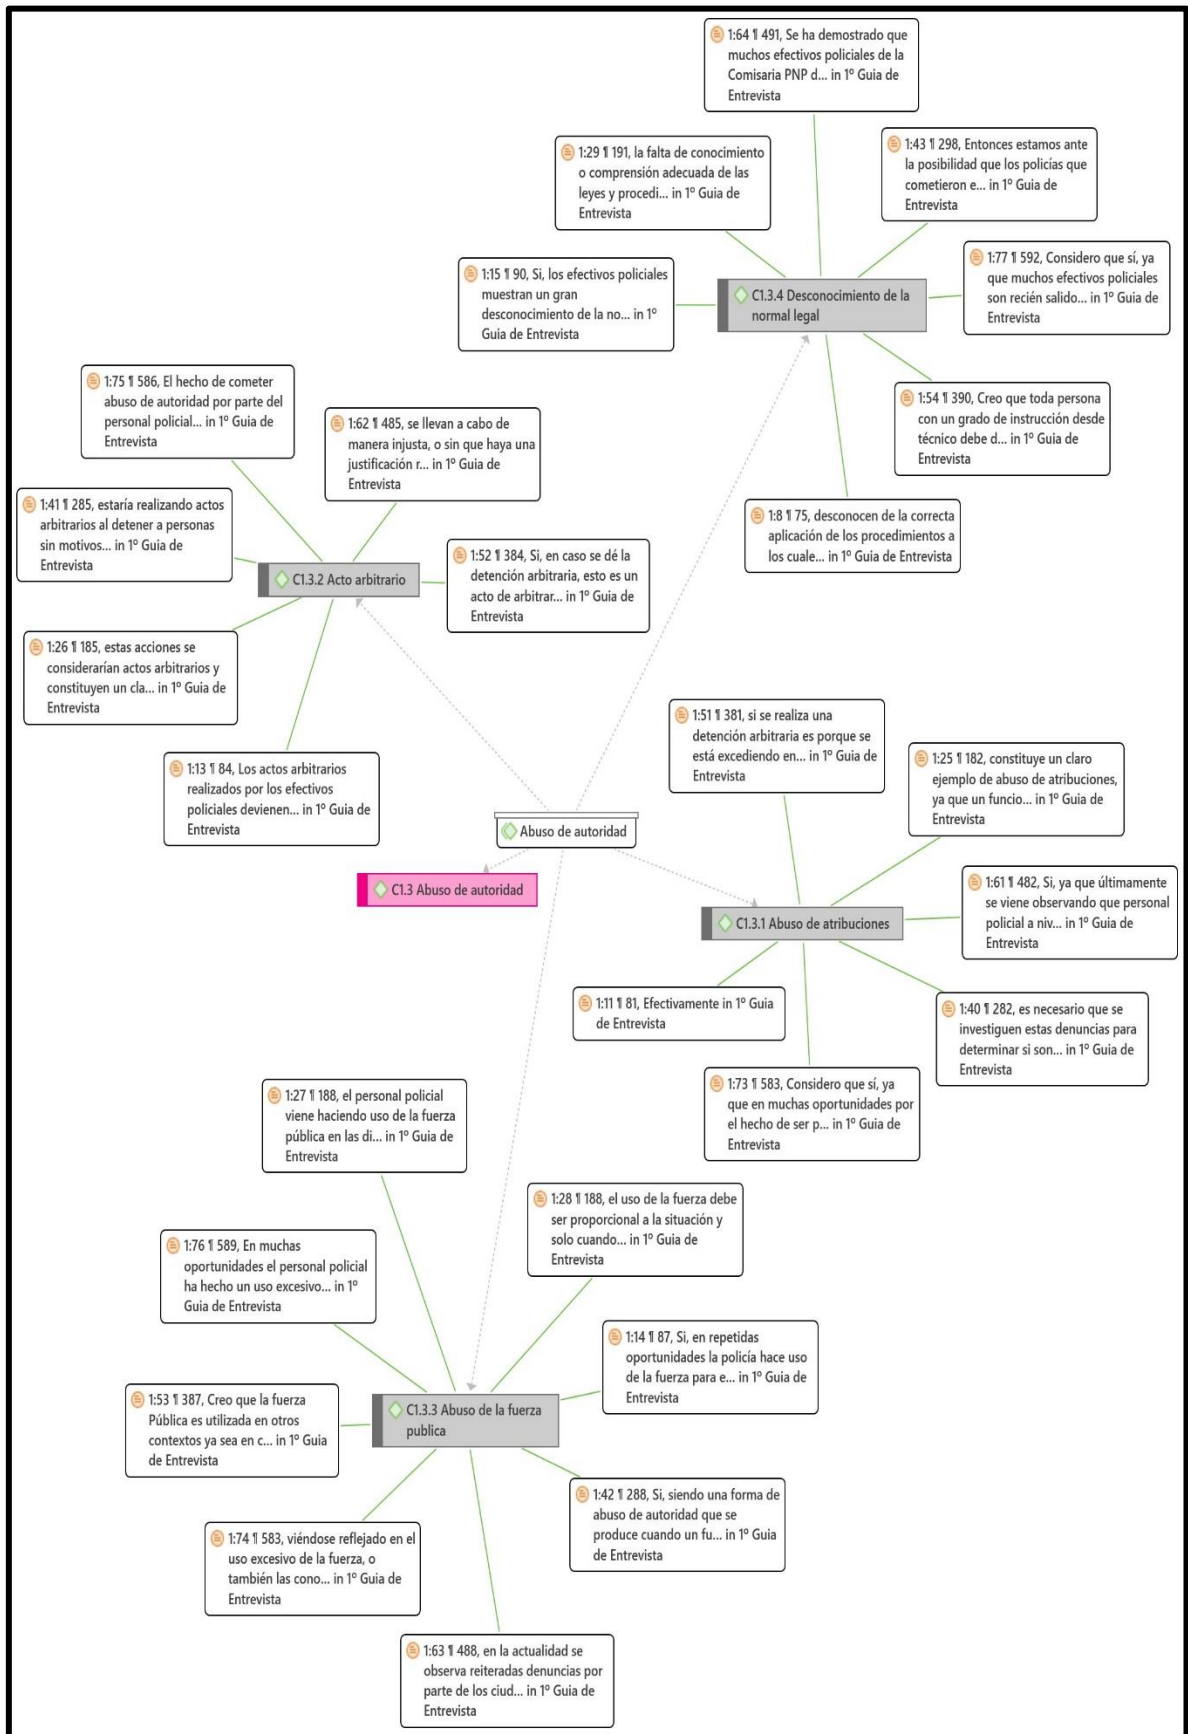 1:64 ¶ 491, Se ha demostrado que
muchos efectivos policiales de la
Comisaria PNP d... in 1º Guia de
Entrevista
1:29 ¶ 191, la falta de conocimiento
o comprensión adecuada de las
leyes y procedi... in 1º Guia de
Entrevista
1:43 ¶ 298, Entonces estamos ante
la posibilidad que los policías que
cometieron e... in 1º Guia de
Entrevista
1:15 ¶ 90, Si, los efectivos policiales
muestran un gran
desconocimiento de la no... in 1º
Guia de Entrevista
C1.3.4 Desconocimiento de la
normal legal
1:77 ¶ 592, Considero que sí, ya
que muchos efectivos policiales
son recién salido... in 1º Guia de
Entrevista
1:75 ¶ 586, El hecho de cometer
abuso de autoridad por parte del
personal policial... in 1º Guia de
Entrevista
1:62 ¶ 485, se llevan a cabo de
manera injusta, o sin que haya una
justificación r... in 1º Guia de
Entrevista
1:54 ¶ 390, Creo que toda persona
con un grado de instrucción desde
técnico debe d... in 1º Guia de
Entrevista
1:41 ¶ 285, estaría realizando actos
arbitrarios al detener a personas
sin motivos... in 1º Guia de
Entrevista
1:8 ¶ 75, desconocen de la correcta
aplicación de los procedimientos a
los cuale... in 1º Guia de
Entrevista
C1.3.2 Acto arbitrario
1:52 ¶ 384, Si, en caso se dé la
detención arbitraria, esto es un
acto de arbitrar... in 1º Guia de
Entrevista
1:26 ¶ 185, estas acciones se
considerarían actos arbitrarios y
constituyen un cla... in 1º Guia de
Entrevista
1:13 ¶ 84, Los actos arbitrarios
realizados por los efectivos
policiales devienen... in 1º Guia de
Entrevista
1:51 ¶ 381, si se realiza una
detención arbitraria es porque se
está excediendo en... in 1º Guia de
Entrevista
1:25 ¶ 182, constituye un claro
ejemplo de abuso de atribuciones,
ya que un funcio... in 1º Guia de
Entrevista
Abuso de autoridad
C1.3 Abuso de autoridad
1:61 ¶ 482, Si, ya que últimamente
se viene observando que personal
policial a niv... in 1º Guia de
Entrevista
C1.3.1 Abuso de atribuciones
1:11 ¶ 81, Efectivamente in 1º Guia
de Entrevista
1:40 ¶ 282, es necesario que se
investiguen estas denuncias para
determinar si son... in 1º Guia de
Entrevista
1:73 ¶ 583, Considero que sí, ya
que en muchas oportunidades por
el hecho de ser p... in 1º Guia de
Entrevista
1:27 ¶ 188, el personal policial
viene haciendo uso de la fuerza
pública en las di... in 1º Guia de
Entrevista
1:28 ¶ 188, el uso de la fuerza debe
ser proporcional a la situación y
solo cuando... in 1º Guia de
Entrevista
1:76 ¶ 589, En muchas
oportunidades el personal policial
ha hecho un uso excesivo... in 1º
Guia de Entrevista
1:14 ¶ 87, Si, en repetidas
oportunidades la policía hace uso
de la fuerza para e... in 1º Guia de
Entrevista
1:53 ¶ 387, Creo que la fuerza
Pública es utilizada en otros
contextos ya sea en c... in 1º Guia
de Entrevista
C1.3.3 Abuso de la fuerza
publica
1:42 ¶ 288, Si, siendo una forma de
abuso de autoridad que se
produce cuando un fu... in 1º Guia
de Entrevista
1:74 ¶ 583, viéndose reflejado en el
uso excesivo de la fuerza, o
también las cono... in 1º Guia de
Entrevista
1:63 ¶ 488, en la actualidad se
observa reiteradas denuncias por
parte de los ciud... in 1º Guia de
Entrevista